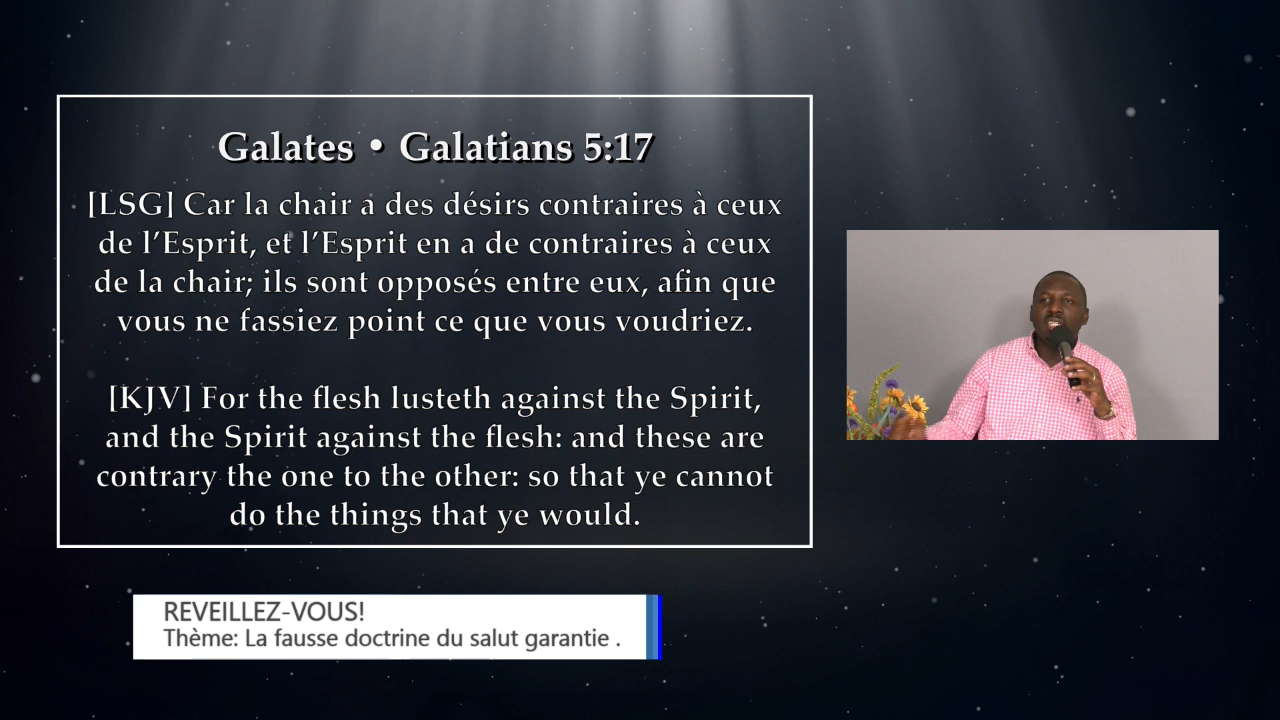 Galates • Galatians 5:17
[LSG] Car la chair a des désirs contraires à ceux
de l’Esprit, et l’Esprit en a de contraires à ceux
de la chair; ils sont opposés entre eux, afin que
vous ne fassiez point ce que vous voudriez.
[KJV] For the flesh lusteth against the Spirit,
and the Spirit against the flesh: and these are
contrary the one to the other: so that ye cannot
do the things that ye would.
REVEILLEZ-VOUS!
Thème: La fausse doctrine du salut garantie .